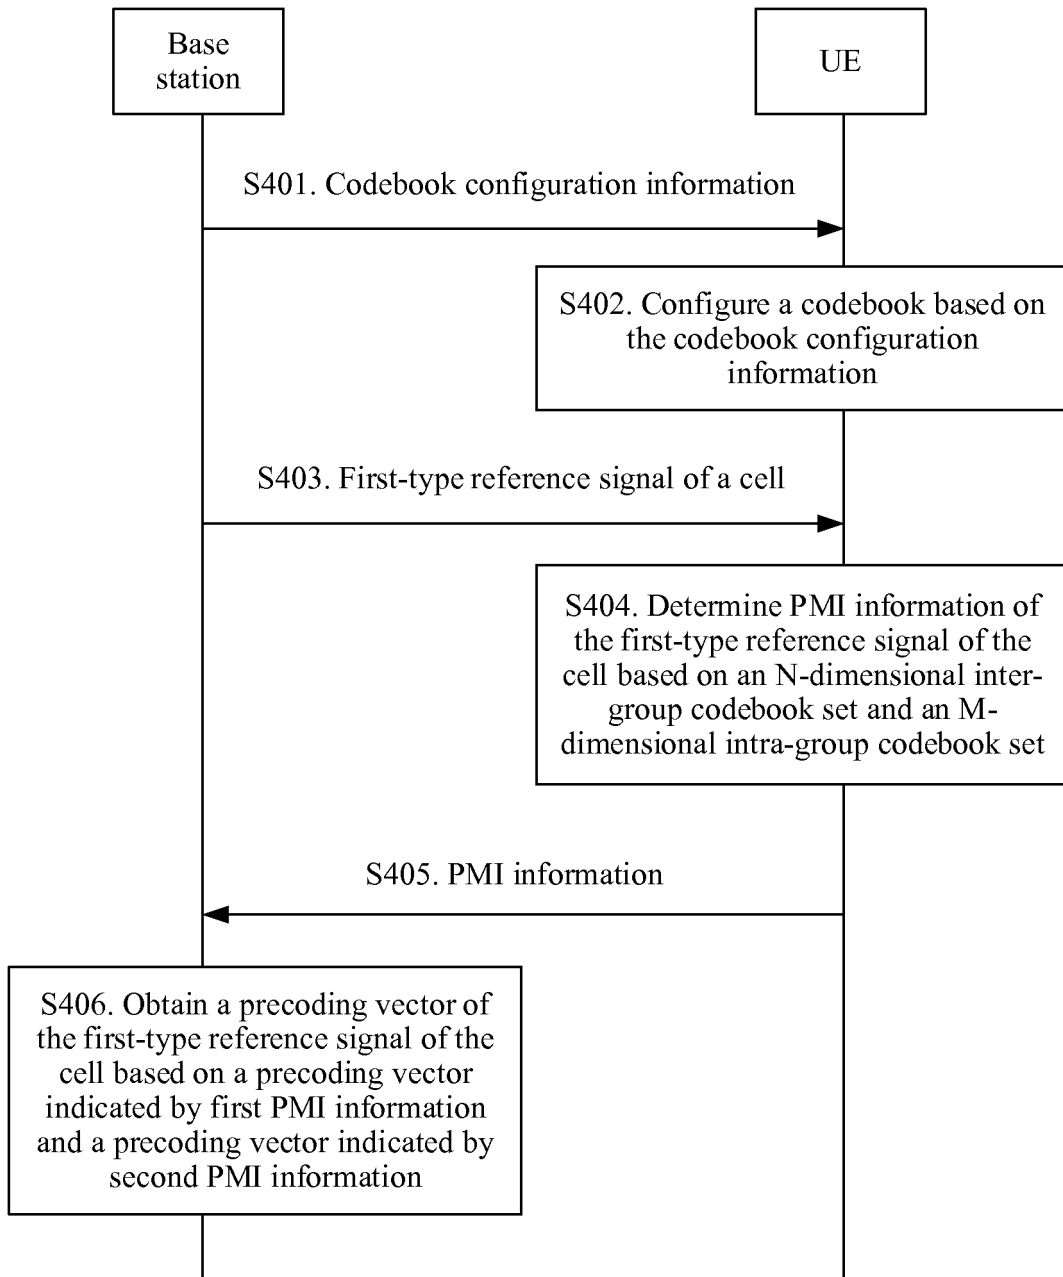 Base
station
UE
S401. Codebook configuration information
S402. Configure a codebook based on
the codebook configuration
information
S403. First-type reference signal of a cell
S404. Determine PMI information of
the first-type reference signal of the
cell based on an N-dimensional inter-
group codebook set and an M-
dimensional intra-group codebook set
S405. PMI information
S406. Obtain a precoding vector of
the first-type reference signal of the
cell based on a precoding vector
indicated by first PMI information
and a precoding vector indicated by
second PMI information